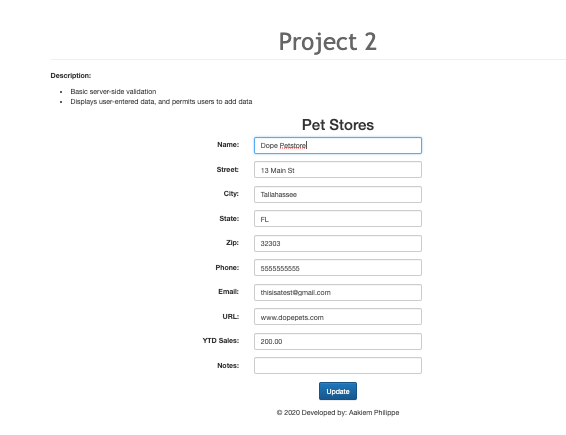 Project 2
Description:
Basic server-side validation
Displays user-entered data, and permits users to add data
Pet Stores
Name: Dope Petstore
Street: 13 Main St
City: Tallahassee
State: FL
Zip: 32303
Phone: 5555555555
Email: thisisatest@gmail.com
URL: www.dopepets.com
YTD Sales: 200.00
Notes:
Update
© 2020 Developed by: Aakiem Philippe